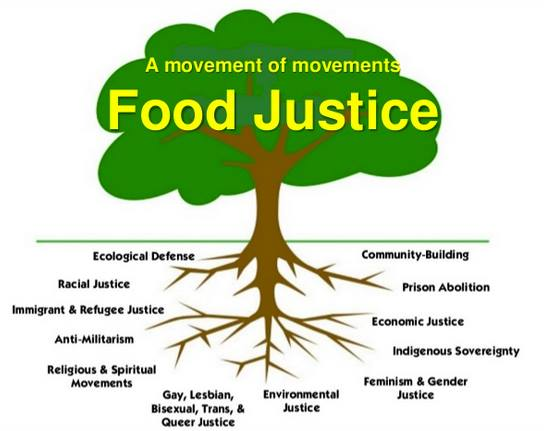 A movement of movements
Food Justice
Ecological Defense
Community-Building
Racial Justice
Prison Abolition
Immigrant & Refugee Justice
Economic Justice
Anti-Militarism
Indigenous Sovereignty
Religious & Spiritual
Movements
Feminism & Gender
Justice
Gay, Lesbian,
Bisexual, Trans, &
Queer Justice
Environmental
Justice